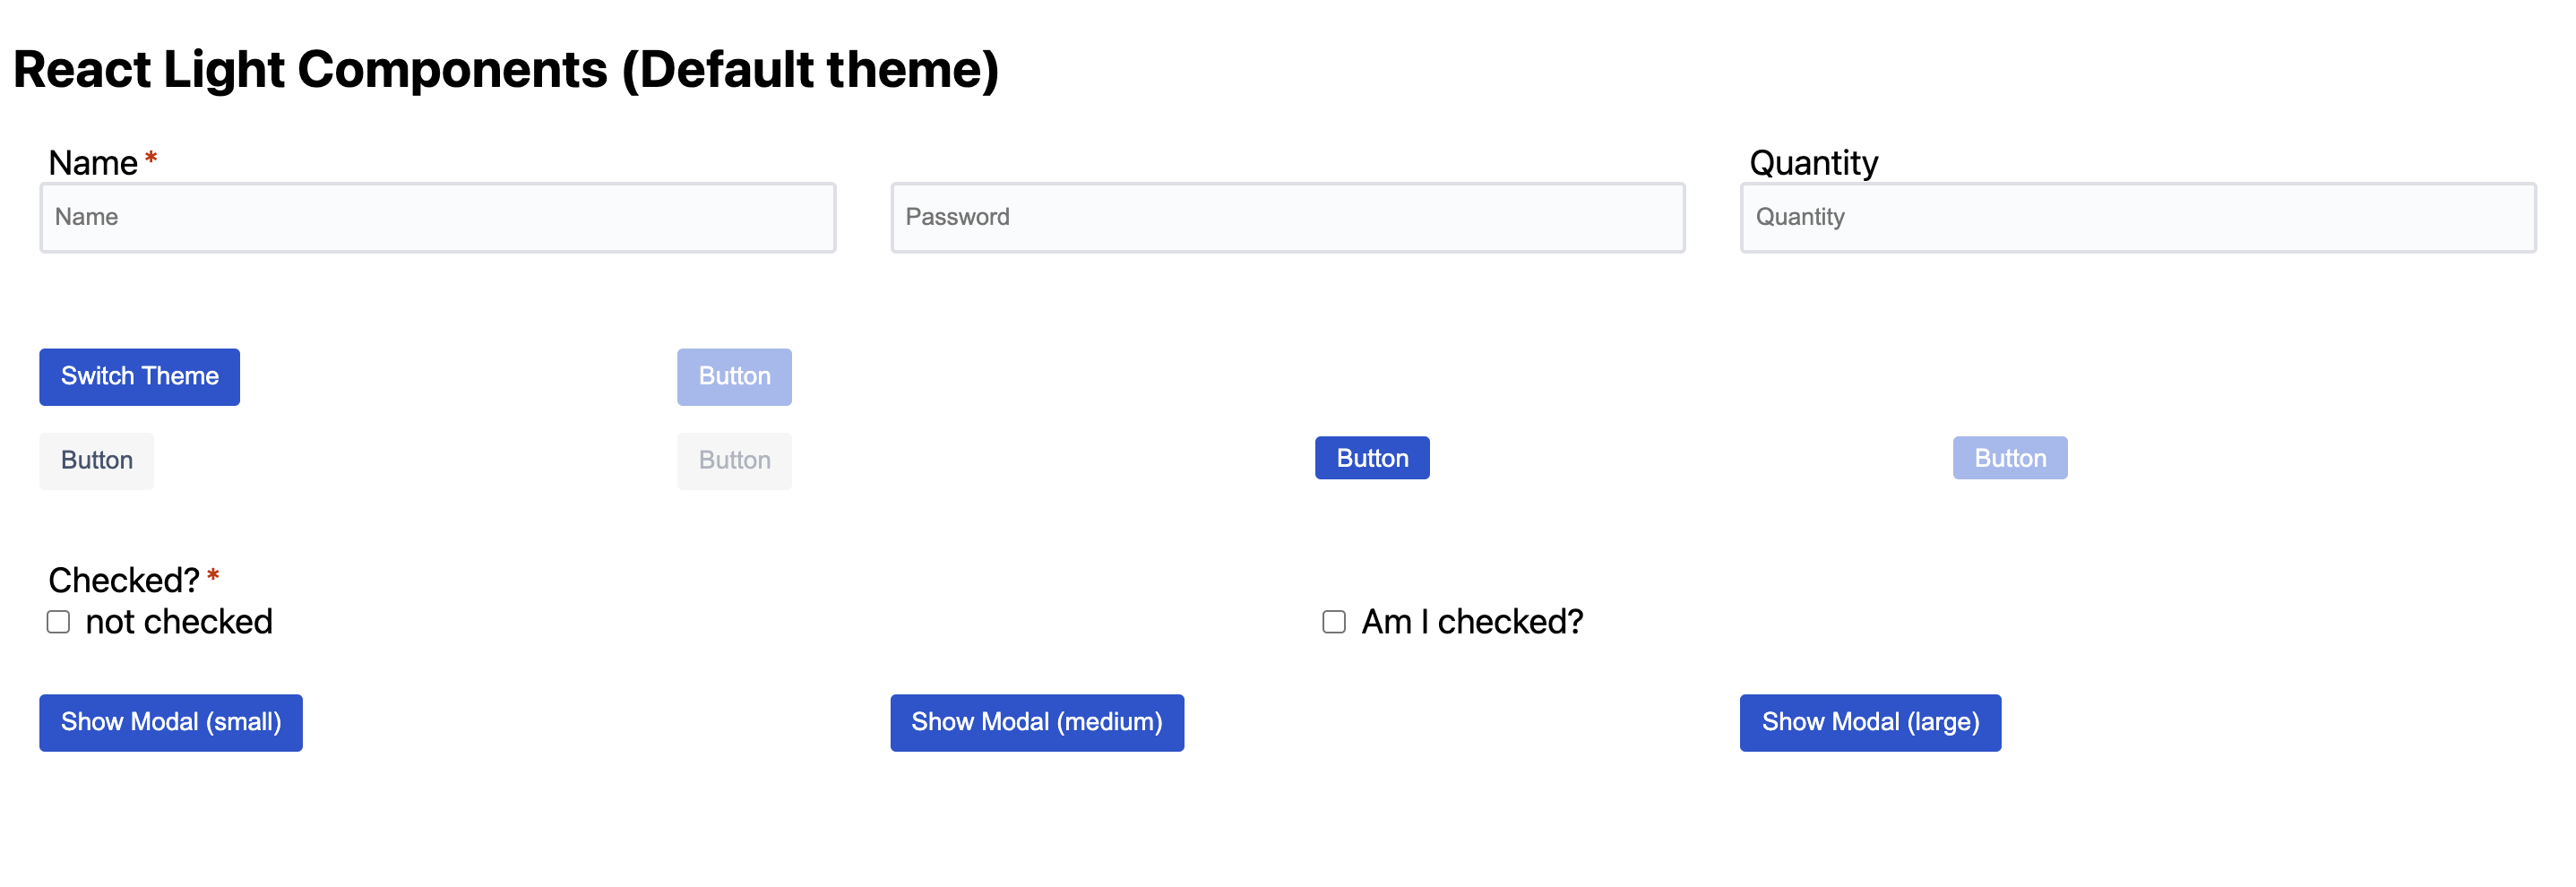 React Light Components (Default theme)
Name *
Quantity
Name
Password
Quantity
Switch Theme
Button
Button
Button
Button
Button
Checked? *
not checked
Am I checked?
Show Modal (small)
Show Modal (medium)
Show Modal (large)